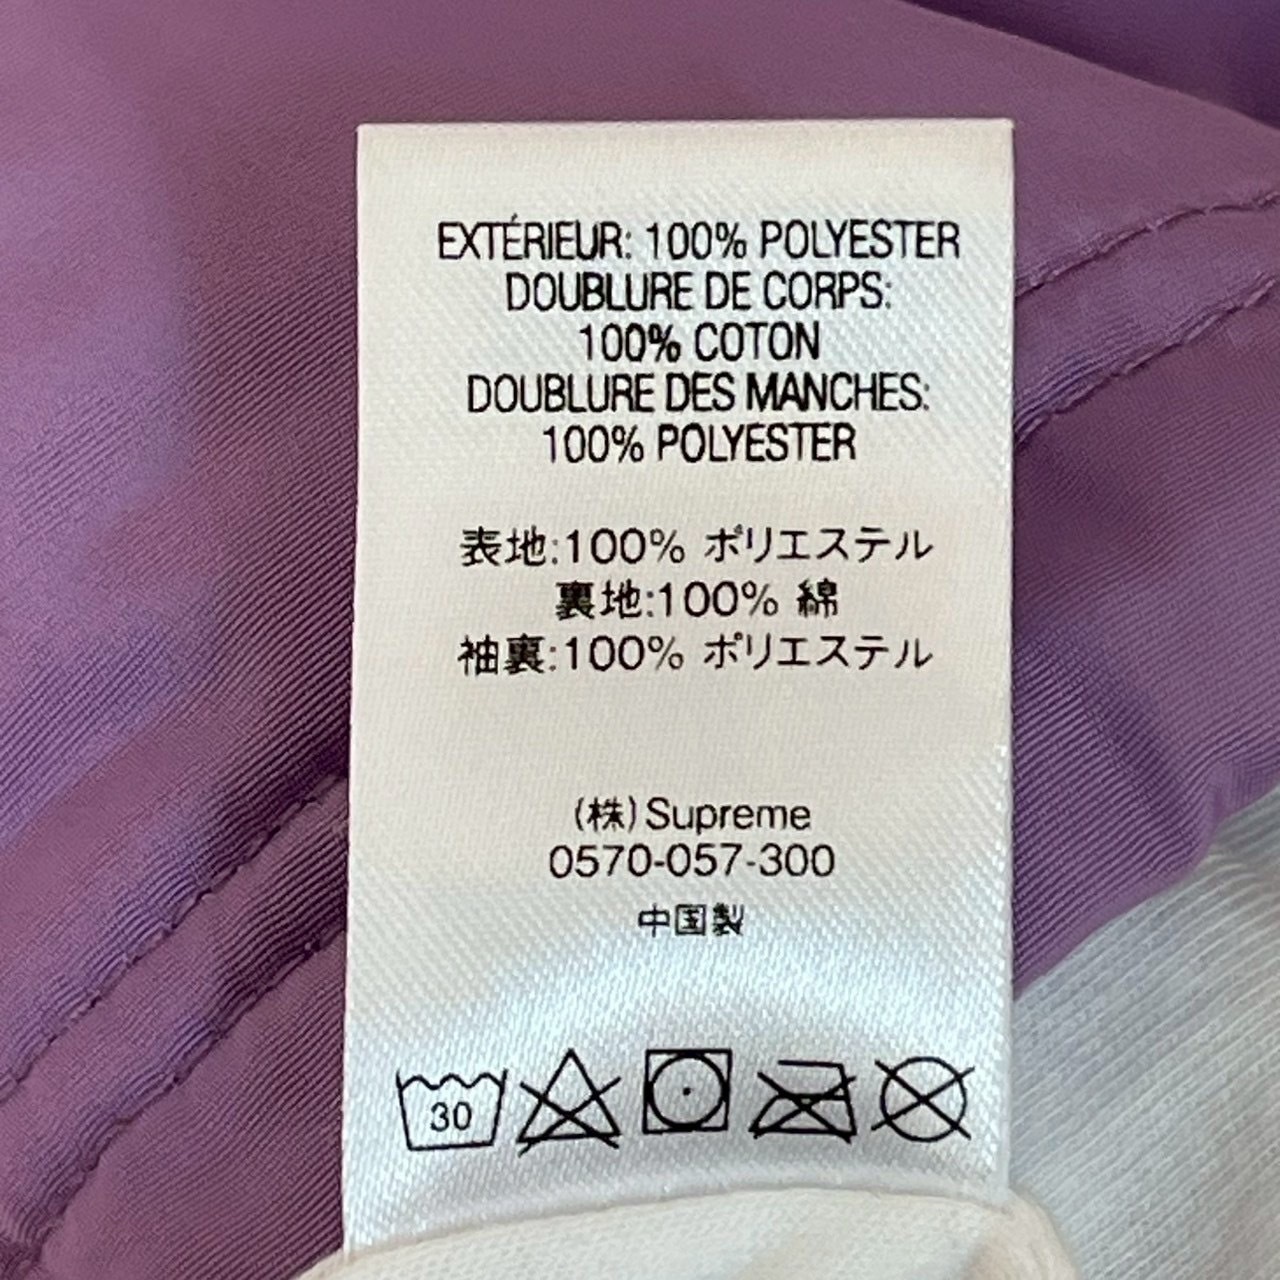 EXTÉRIEUR: 100% POLYESTER
DOUBLURE DE CORPS:
100% COTON
DOUBLURE DES MANCHES:
100% POLYESTER
表地:100% ポリエステル
裏地:100% 綿
袖裏:100% ポリエステル
(株)Supreme
0570-057-300
中国製
30